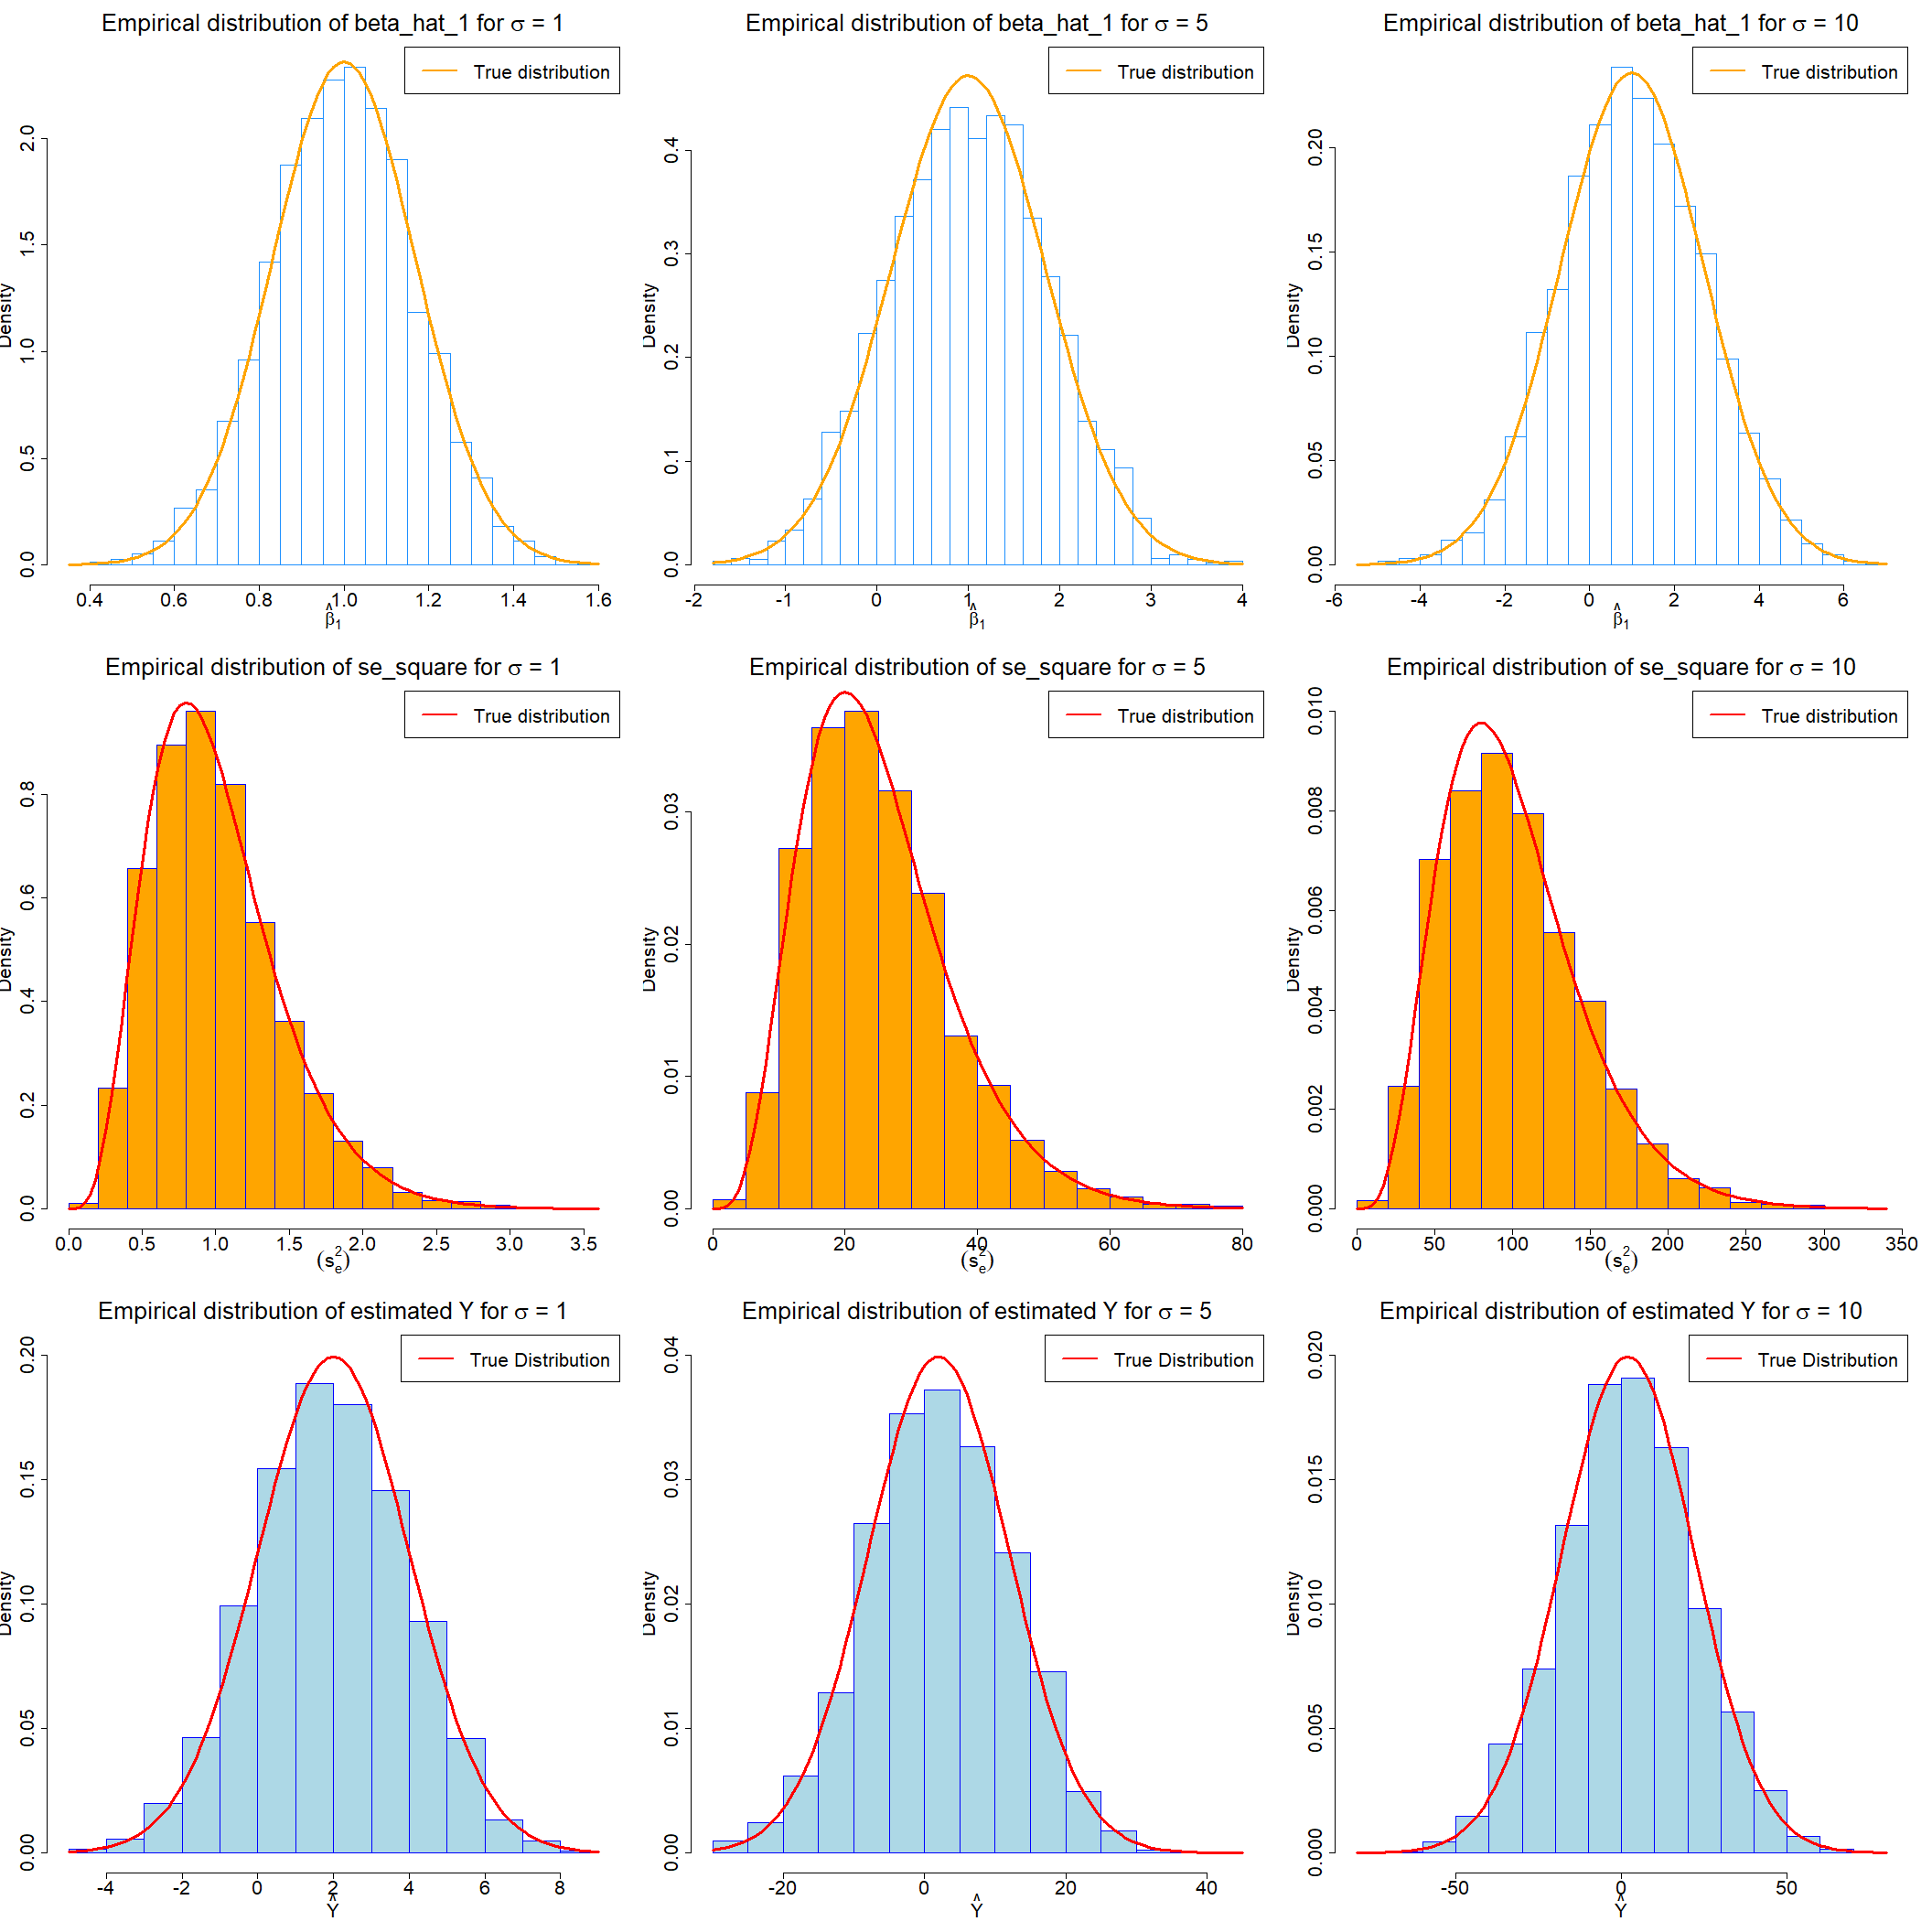 Empirical distribution of beta_hat_1 for σ = 1
True distribution
Density
0.0 0.5 1.0 1.5 2.0
0.4 0.6 0.8 1.0 1.2 1.4 1.6
β̂₁
Empirical distribution of beta_hat_1 for σ = 5
True distribution
Density
0.0 0.1 0.2 0.3 0.4
-2 -1 0 1 2 3 4
β̂₁
Empirical distribution of beta_hat_1 for σ = 10
True distribution
Density
0.00 0.05 0.10 0.15 0.20
-6 -4 -2 0 2 4 6
β̂₁
Empirical distribution of se_square for σ = 1
True distribution
Density
0.0 0.2 0.4 0.6 0.8
0.0 0.5 1.0 1.5 2.0 2.5 3.0 3.5
(sₑ²)
Empirical distribution of se_square for σ = 5
True distribution
Density
0.00 0.01 0.02 0.03
0 20 40 60 80
(sₑ²)
Empirical distribution of se_square for σ = 10
True distribution
Density
0.000 0.002 0.004 0.006 0.008 0.010
0 50 100 150 200 250 300 350
(sₑ²)
Empirical distribution of estimated Y for σ = 1
True Distribution
Density
0.00 0.05 0.10 0.15 0.20
-4 -2 0 2 4 6 8
Ŷ
Empirical distribution of estimated Y for σ = 5
True Distribution
Density
0.00 0.01 0.02 0.03 0.04
-20 0 20 40
Ŷ
Empirical distribution of estimated Y for σ = 10
True Distribution
Density
0.000 0.005 0.010 0.015 0.020
-50 0 50
Ŷ